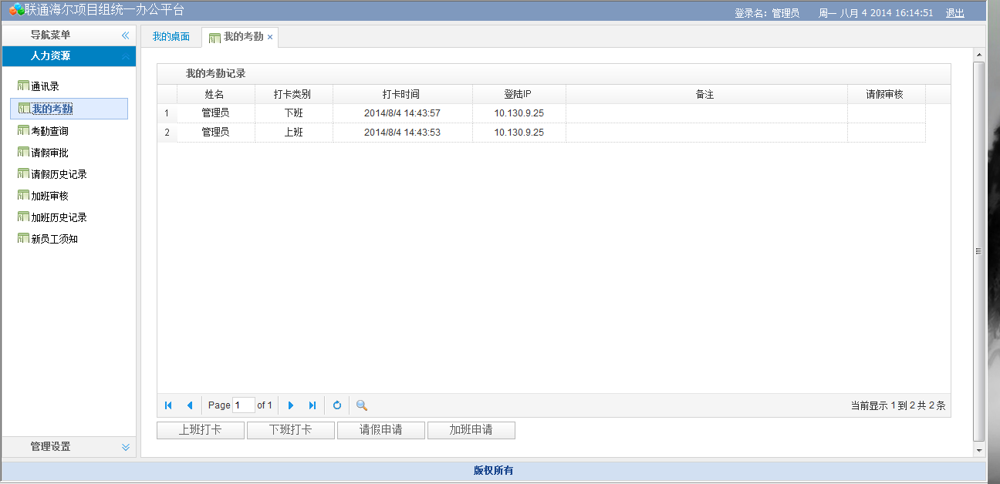 联通海尔项目组统一办公平台
登录名：管理员 周一 八月 4 2014 16:14:51 退出
导航菜单
人力资源
通讯录
我的考勤
考勤查询
请假审批
请假历史记录
加班审核
加班历史记录
新员工须知
管理设置
我的桌面 我的考勤
我的考勤记录
姓名 打卡类别 打卡时间 登陆IP 备注 请假审核
1 管理员 下班 2014/8/4 14:43:57 10.130.9.25
2 管理员 上班 2014/8/4 14:43:53 10.130.9.25
Page 1 of 1 当前显示 1 到 2 共 2 条
上班打卡 下班打卡 请假申请 加班申请
版权所有